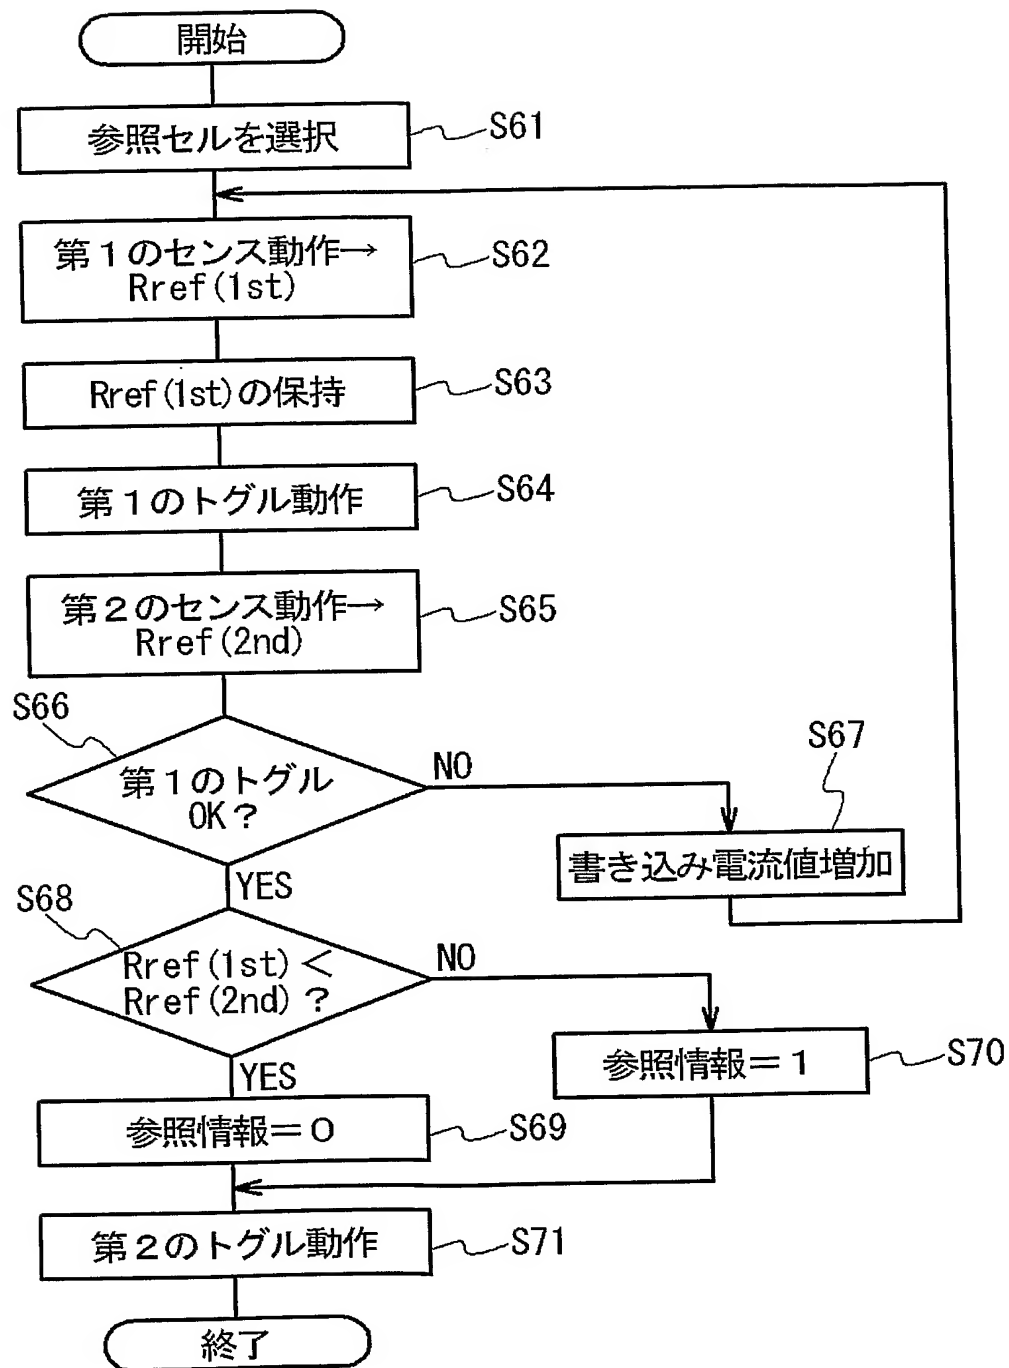 開始
参照セルを選択
S61
第１のセンス動作→
Rref(1st)
S62
Rref(1st)の保持
S63
第１のトグル動作
S64
第２のセンス動作→
Rref(2nd)
S65
S66
第１のトグル
OK？
NO
S67
書き込み電流値増加
YES
S68
Rref(1st)＜
Rref(2nd)？
NO
参照情報＝１
S70
YES
参照情報＝０
S69
第２のトグル動作
S71
終了